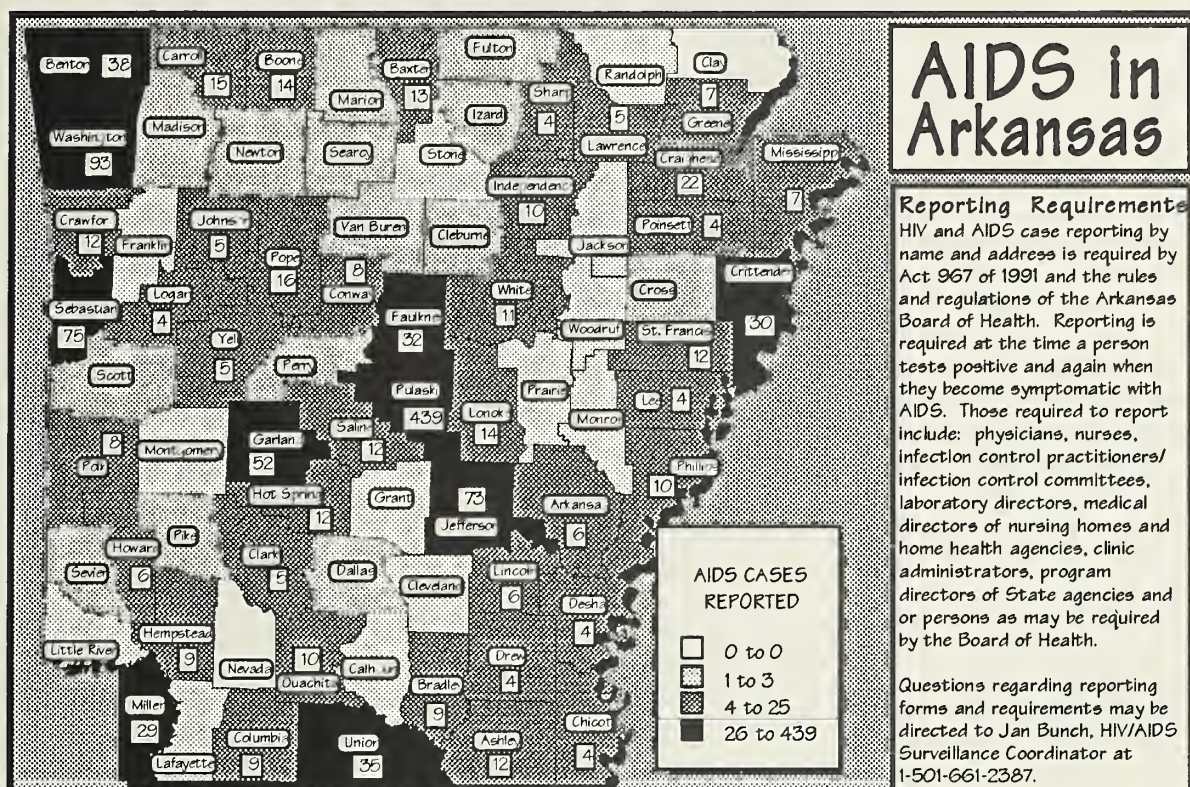 AIDS in
Arkansas
Benton 38
Carroll
15
Boone
14
Marion
Baxter
13
Fulton
Sharp
4
Izard
Randolph
Clay
7
Greene
5
Lawrence
Mississipp
7
Washington
93
Madison
Newton
Searcy
Stone
Independenc
10
Craighead
22
Crawfor
12
Franklin
Johnson
5
Pope
16
Van Buren
Cleburne
Jackson
Poinsett 4
8
Conwa
Logan
4
Sebastian
75
White
11
Cross
Crittenden
30
Yel
5
Faulkne
32
Woodruf
St. Francis
12
Scott
Perry
Pulaski
439
Lonok
14
Prairie
Monro
Lee 4
8
Polk
Montgomery
Garlan
52
Saline
12
Phillips
10
Hot Spring
12
Grant
73
Jefferson
Arkansa
6
Howard
6
Pike
Clark
5
Dallas
Cleveland
Lincoln
6
Sevier
Desha
4
Little River
Hempstead
9
Nevada
10
Ouachita
Calhoun
Bradley
9
Drew
4
Miller
29
Lafayette
Columbia
9
Union
35
Ashley
12
Chicot
4
AIDS CASES
REPORTED
0 to 0
1 to 3
4 to 25
26 to 439
Reporting Requirements
HIV and AIDS case reporting by
name and address is required by
Act 967 of 1991 and the rules
and regulations of the Arkansas
Board of Health. Reporting is
required at the time a person
tests positive and again when
they become symptomatic with
AIDS. Those required to report
include: physicians, nurses,
infection control practitioners/
infection control committees,
laboratory directors, medical
directors of nursing homes and
home health agencies, clinic
administrators, program
directors of State agencies and
or persons as may be required
by the Board of Health.
Questions regarding reporting
forms and requirements may be
directed to Jan Bunch, HIV/AIDS
Surveillance Coordinator at
1-501-661-2387.